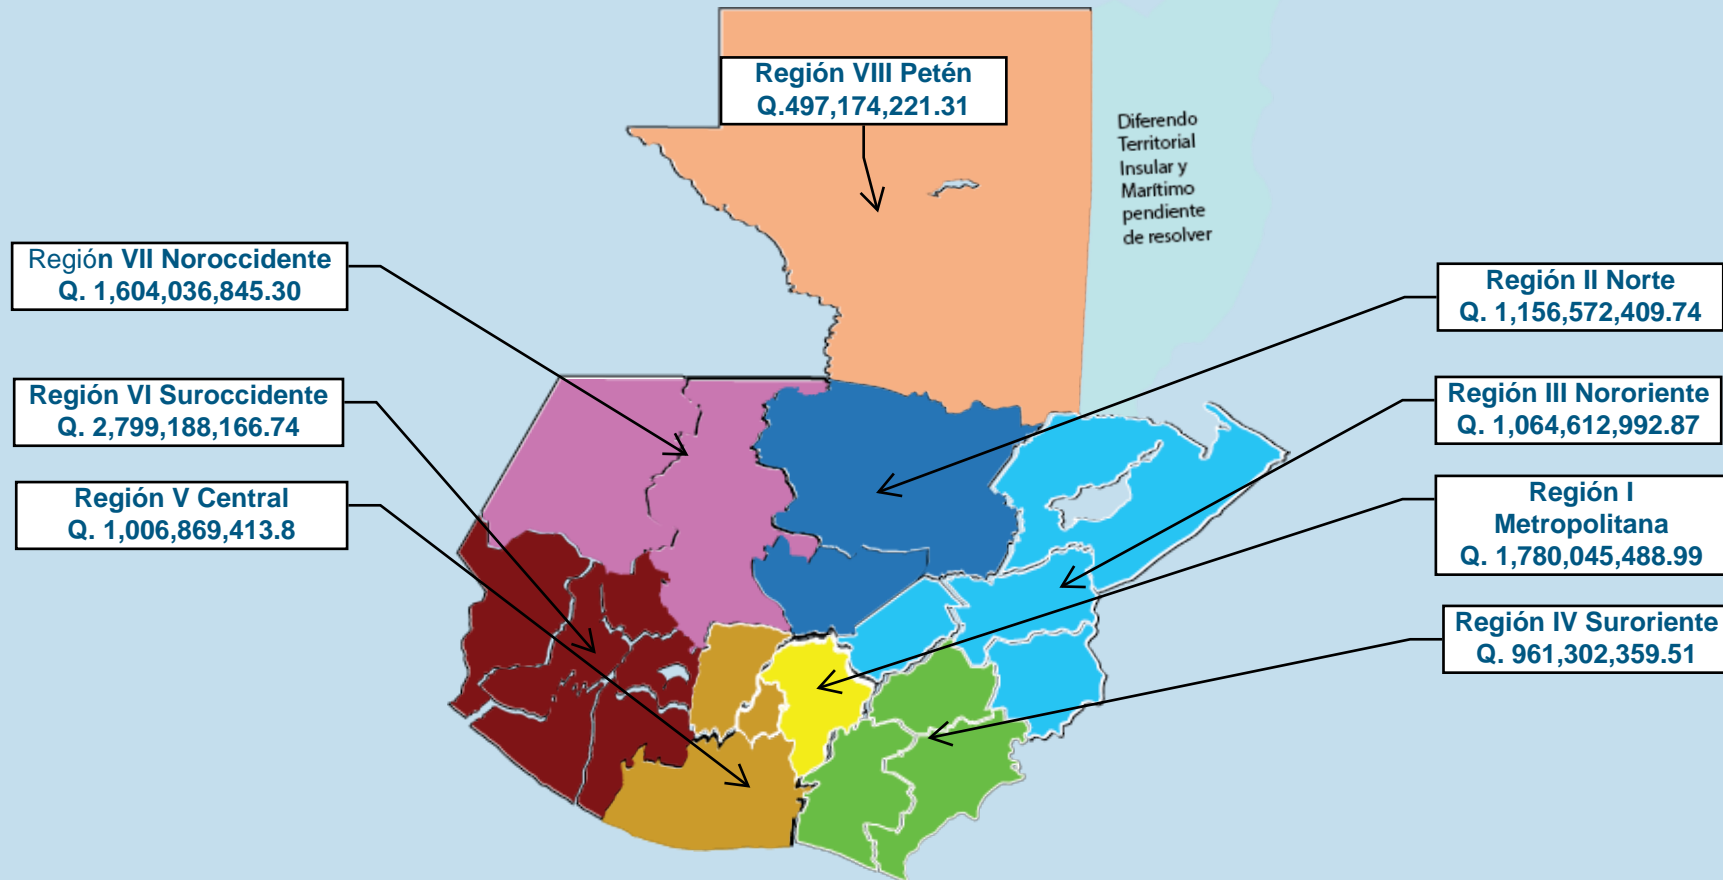 Región VIII Petén
Q.497,174,221.31
Diferendo
Territorial
Insular y
Marítimo
pendiente
de resolver
Región VII Noroccidente
Q. 1,604,036,845.30
Región II Norte
Q. 1,156,572,409.74
Región VI Suroccidente
Q. 2,799,188,166.74
Región III Nororiente
Q. 1,064,612,992.87
Región V Central
Q. 1,006,869,413.8
Región I
Metropolitana
Q. 1,780,045,488.99
Región IV Suroriente
Q. 961,302,359.51